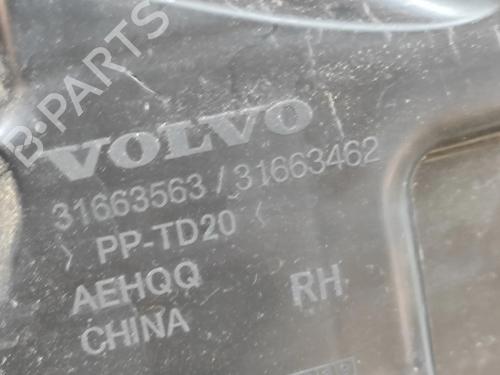 B-PARTS
VOLVO
31663563 / 31663462
>PP-TD20<
AEHQQ RH
CHINA